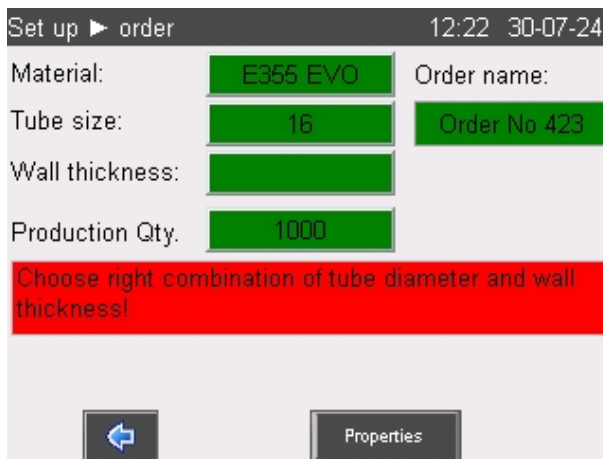 Set up ► order 12:22 30-07-24
Material: E355 EVO Order name:
Tube size: 16 Order No 423
Wall thickness:
Production Qty. 1000
Choose right combination of tube diameter and wall
thickness!
Properties